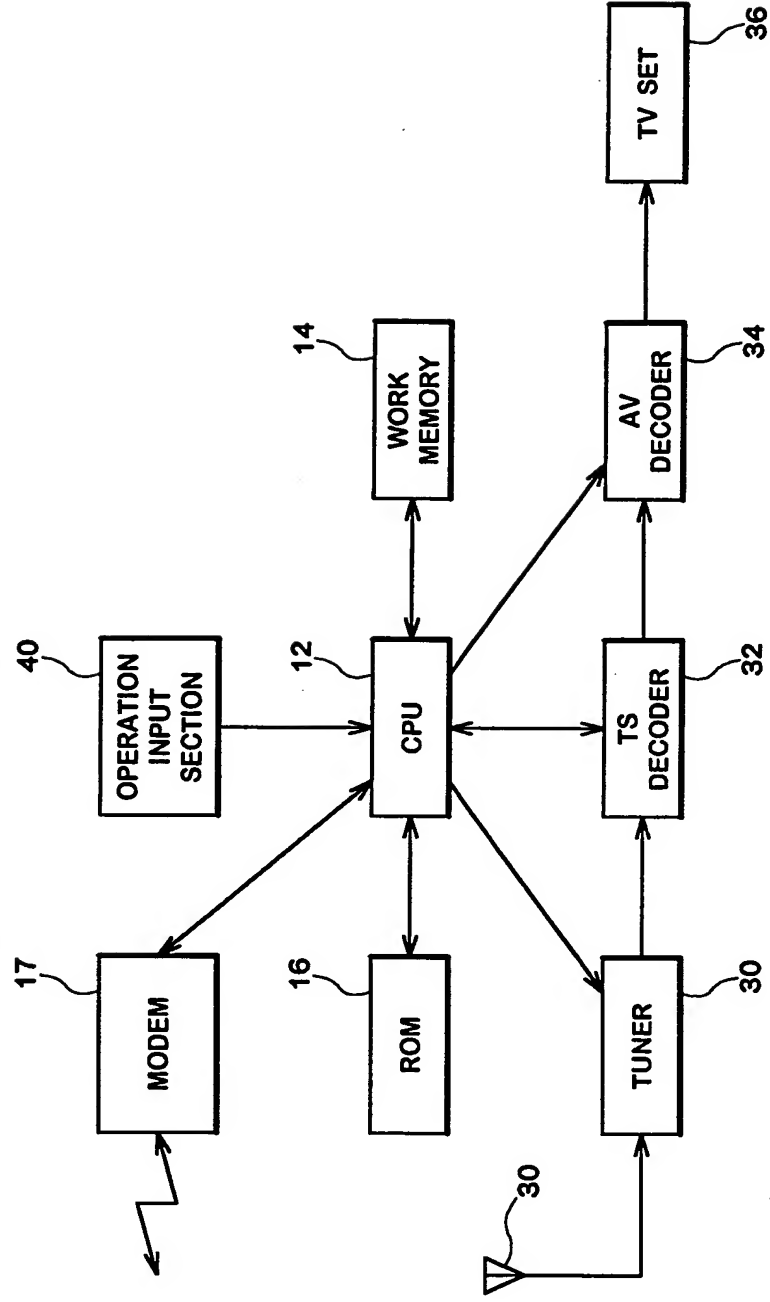 17
MODEM
40
OPERATION
INPUT
SECTION
16
ROM
12
CPU
14
WORK
MEMORY
30
TUNER
30
TS
DECODER
32
AV
DECODER
34
TV SET
36